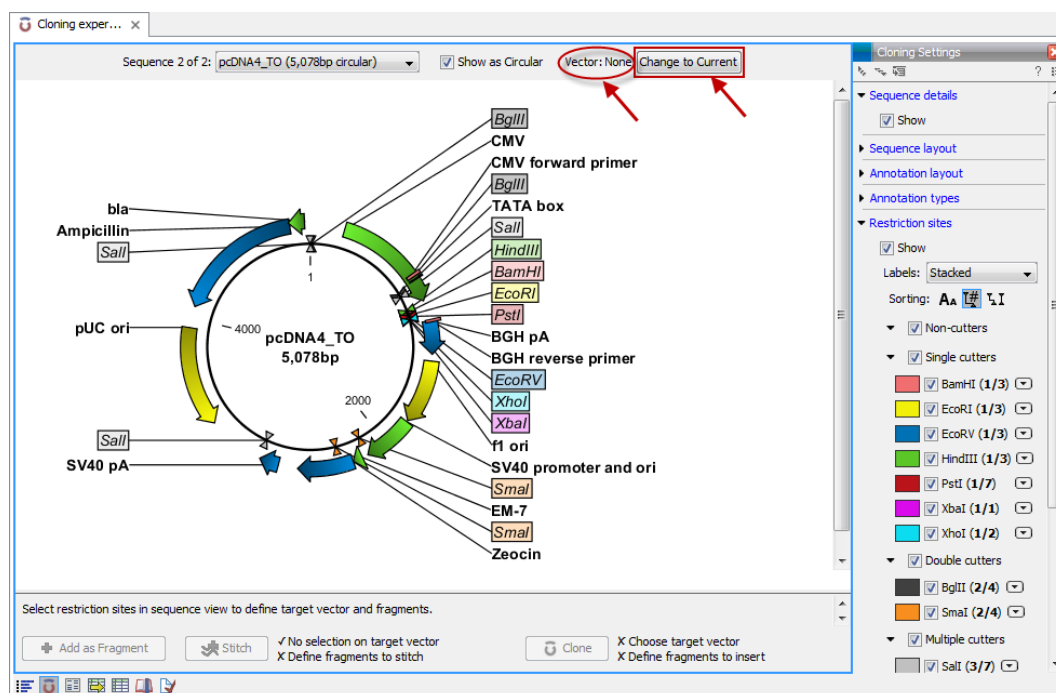 Cloning exper...
Sequence 2 of 2: pcDNA4_TO (5,078bp circular) Show as Circular Vector: None Change to Current
Cloning Settings
?
Sequence details
Show
Sequence layout
Annotation layout
Annotation types
Restriction sites
Show
Labels: Stacked
Sorting:
Non-cutters
Single cutters
BamHI (1/3)
EcoRI (1/3)
EcoRV (1/3)
HindIII (1/3)
PstI (1/7)
XbaI (1/1)
XhoI (1/2)
Double cutters
BglII (2/4)
SmaI (2/4)
Multiple cutters
SalI (3/7)
BglII
CMV
CMV forward primer
BglII
TATA box
SalI
HindIII
BamHI
EcoRI
PstI
BGH pA
BGH reverse primer
EcoRV
XhoI
XbaI
f1 ori
SV40 promoter and ori
SmaI
EM-7
SmaI
Zeocin
bla
Ampicillin
SalI
pUC ori
SalI
SV40 pA
1
4000
2000
pcDNA4_TO
5,078bp
Select restriction sites in sequence view to define target vector and fragments.
Add as Fragment
Stitch
✓ No selection on target vector
✗ Define fragments to stitch
Clone
✗ Choose target vector
✗ Define fragments to insert